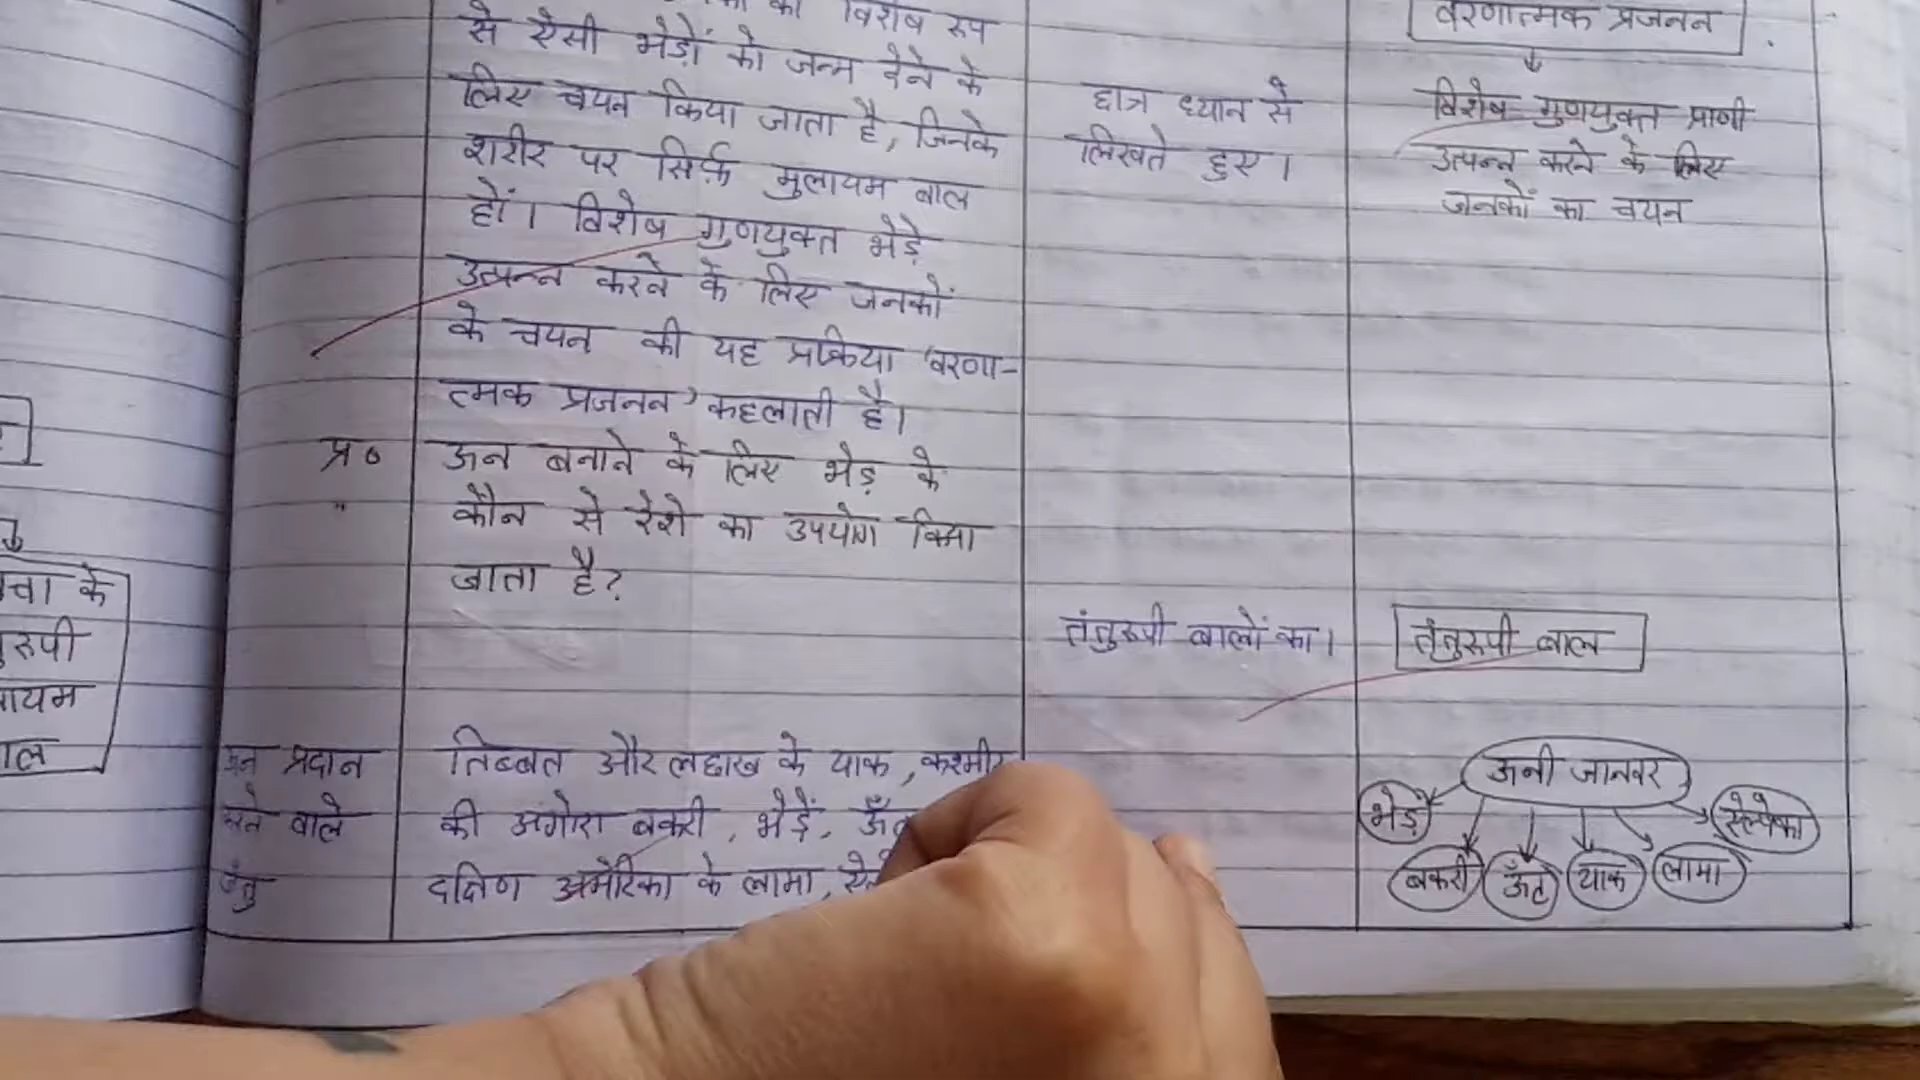 का विशेष रूप
से ऐसी भेड़ों को जन्म देने के
लिए चयन किया जाता है, जिनके
शरीर पर सिर्फ़ मुलायम बाल
हों। विशेष गुणयुक्त भेड़े
उत्पन्न करने के लिए जनकों
के चयन की यह प्रक्रिया 'वरणा-
त्मक प्रजनन' कहलाती है।
प्र० ऊन बनाने के लिए भेड़ के
" कौन से रेशे का उपयोग किया
जाता है?
प्रदान
वाले
जंतु
तिब्बत और लद्दाख के याक, कश्मीर
की अंगोरा बकरी, भेड़ें,
दक्षिण अमेरिका के लामा,
छात्र ध्यान से
लिखते हुए।
तंतुरूपी बालों का।
वरणात्मक प्रजनन
विशेष गुणयुक्त प्राणी
उत्पन्न करने के लिए
जनकों का चयन
तंतुरूपी बाल
ऊनी जानवर
भेड़
बकरी
ऊँट
याक
लामा
ऐल्पेका
के
रूपी